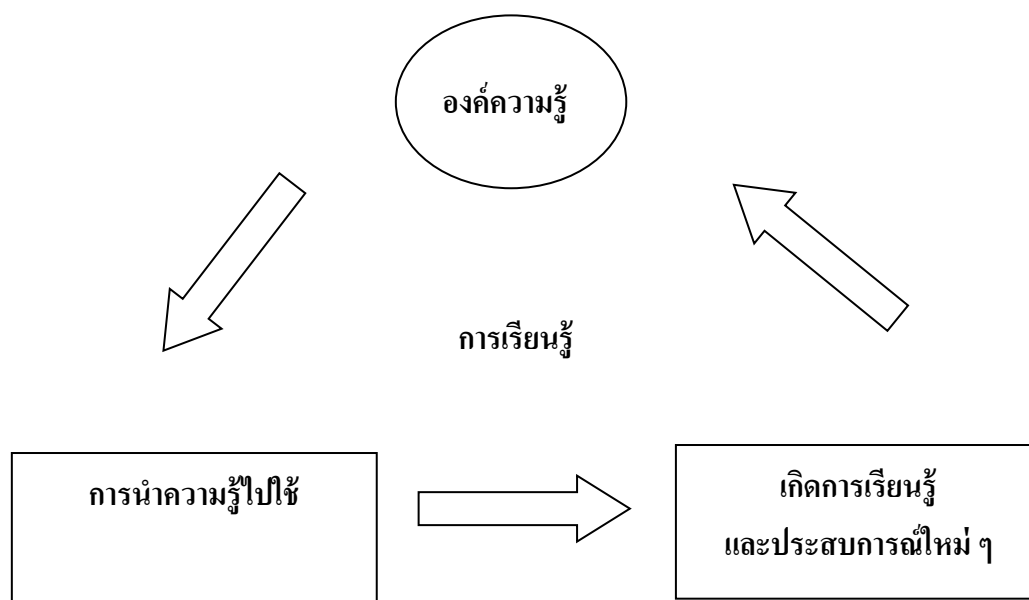 องค์ความรู้
การเรียนรู้
การนำความรู้ไปใช้
เกิดการเรียนรู้
และประสบการณ์ใหม่ ๆ